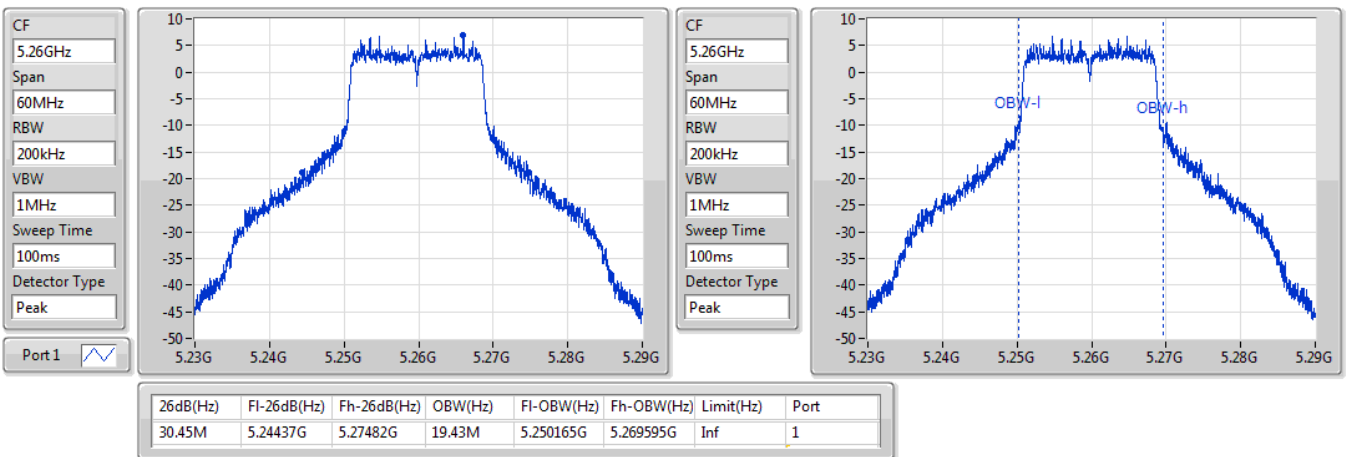 CF
5.26GHz
Span
60MHz
RBW
200kHz
VBW
1MHz
Sweep Time
100ms
Detector Type
Peak
Port 1
10
5
0
-5
-10
-15
-20
-25
-30
-35
-40
-45
-50
5.23G 5.24G 5.25G 5.26G 5.27G 5.28G 5.29G
CF
5.26GHz
Span
60MHz
RBW
200kHz
VBW
1MHz
Sweep Time
100ms
Detector Type
Peak
10
5
0
-5
-10
-15
-20
-25
-30
-35
-40
-45
-50
OBW-l
OBW-h
5.23G 5.24G 5.25G 5.26G 5.27G 5.28G 5.29G
26dB(Hz) Fl-26dB(Hz) Fh-26dB(Hz) OBW(Hz) Fl-OBW(Hz) Fh-OBW(Hz) Limit(Hz) Port
30.45M 5.24437G 5.27482G 19.43M 5.250165G 5.269595G Inf 1